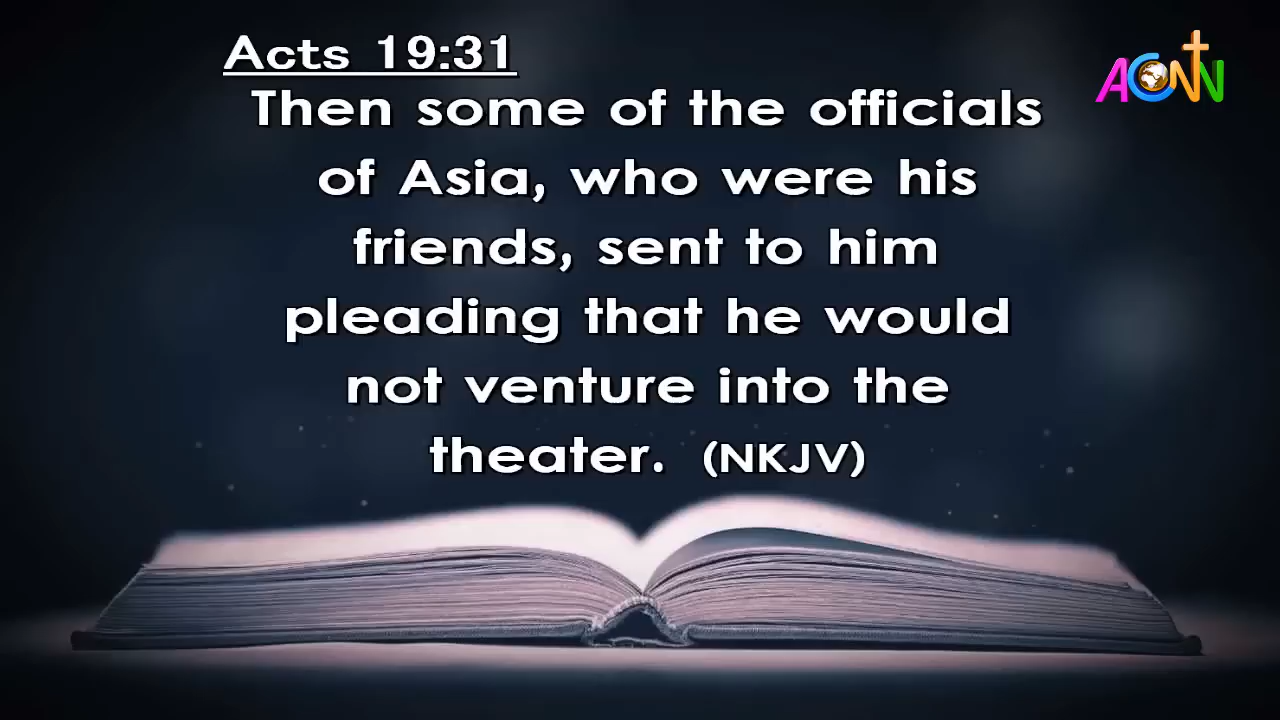 Acts 19:31
ACNN
Then some of the officials
of Asia, who were his
friends, sent to him
pleading that he would
not venture into the
theater. (NKJV)